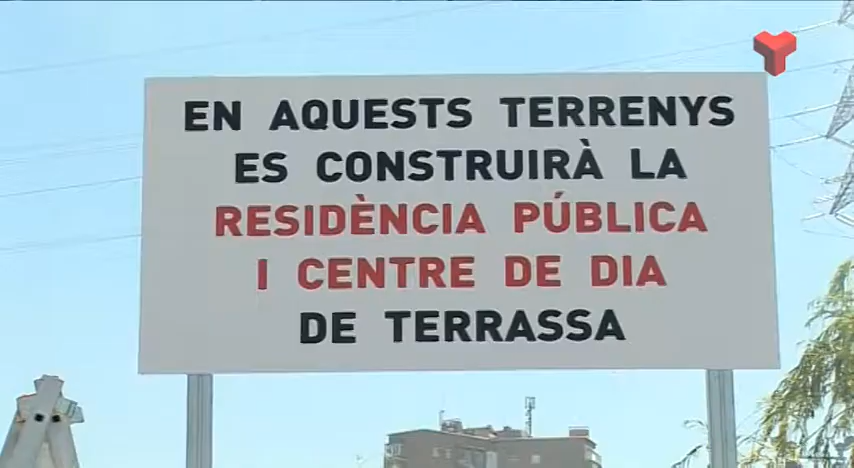 EN AQUESTS TERRENYS
ES CONSTRUIRÀ LA
RESIDÈNCIA PÚBLICA
I CENTRE DE DIA
DE TERRASSA